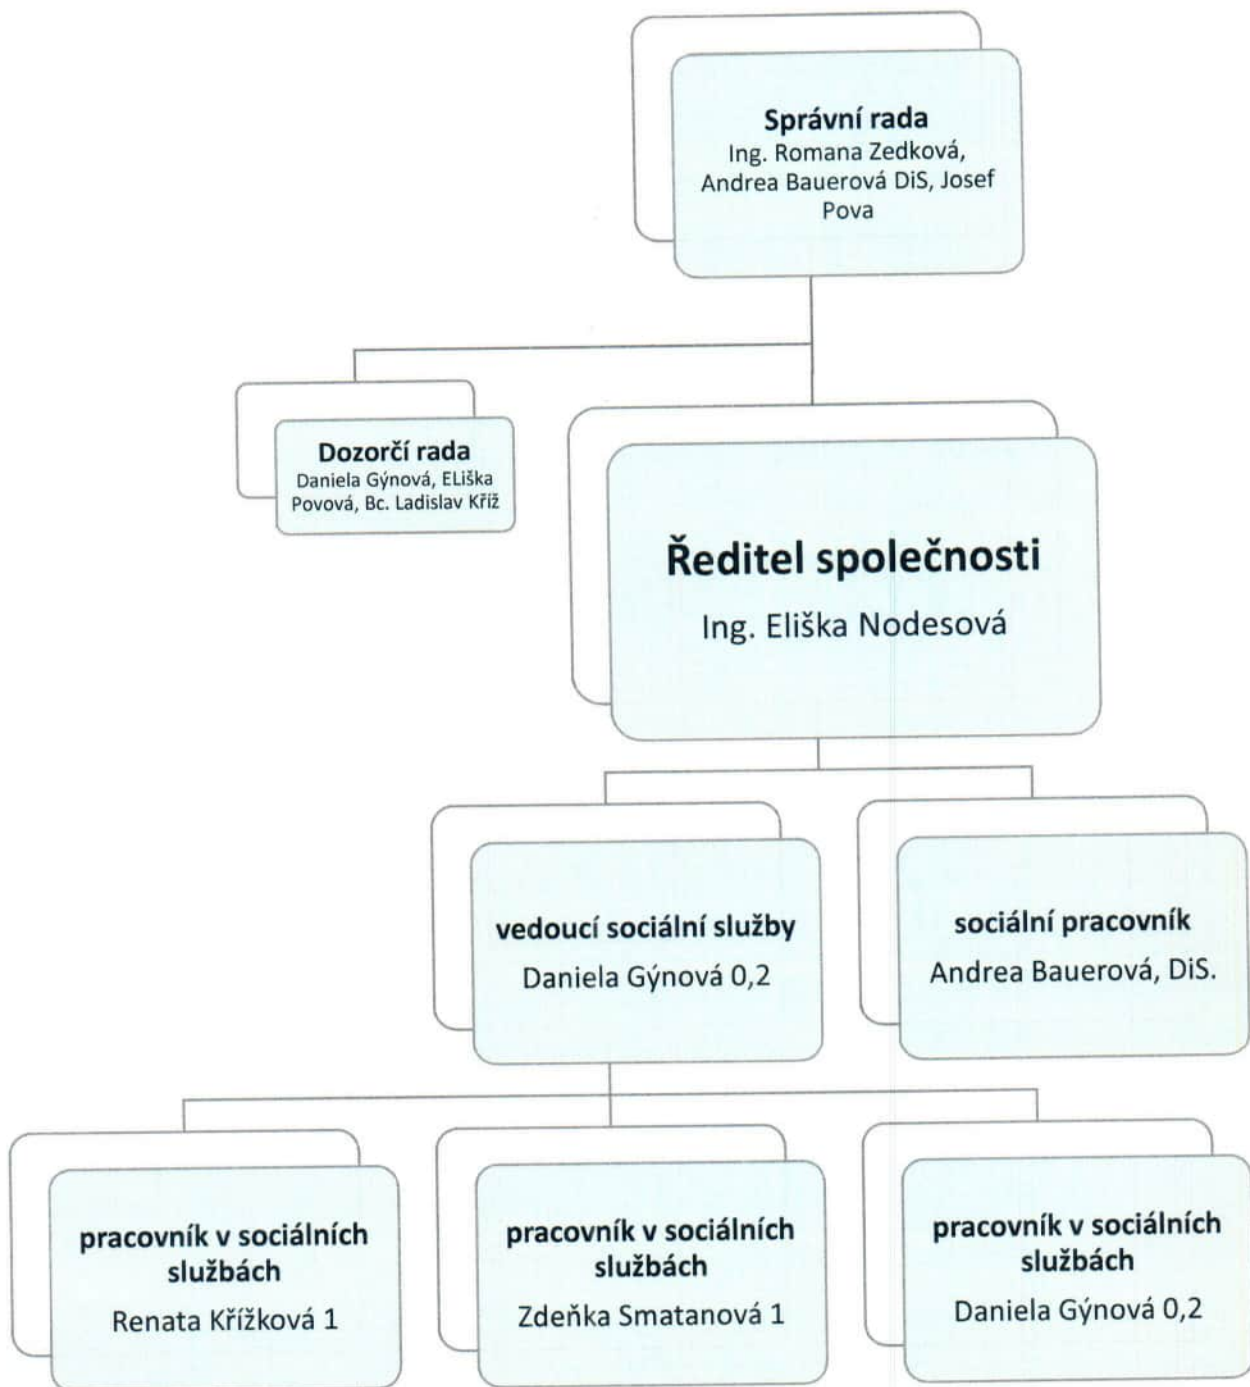 Správní rada
Ing. Romana Zedková,
Andrea Bauerová DiS, Josef
Pova
Dozorčí rada
Daniela Gýnová, ELiška
Povová, Bc. Ladislav Kříž
Ředitel společnosti
Ing. Eliška Nodesová
vedoucí sociální služby
Daniela Gýnová 0,2
sociální pracovník
Andrea Bauerová, DiS.
pracovník v sociálních
službách
Renata Křížková 1
pracovník v sociálních
službách
Zdeňka Smatanová 1
pracovník v sociálních
službách
Daniela Gýnová 0,2